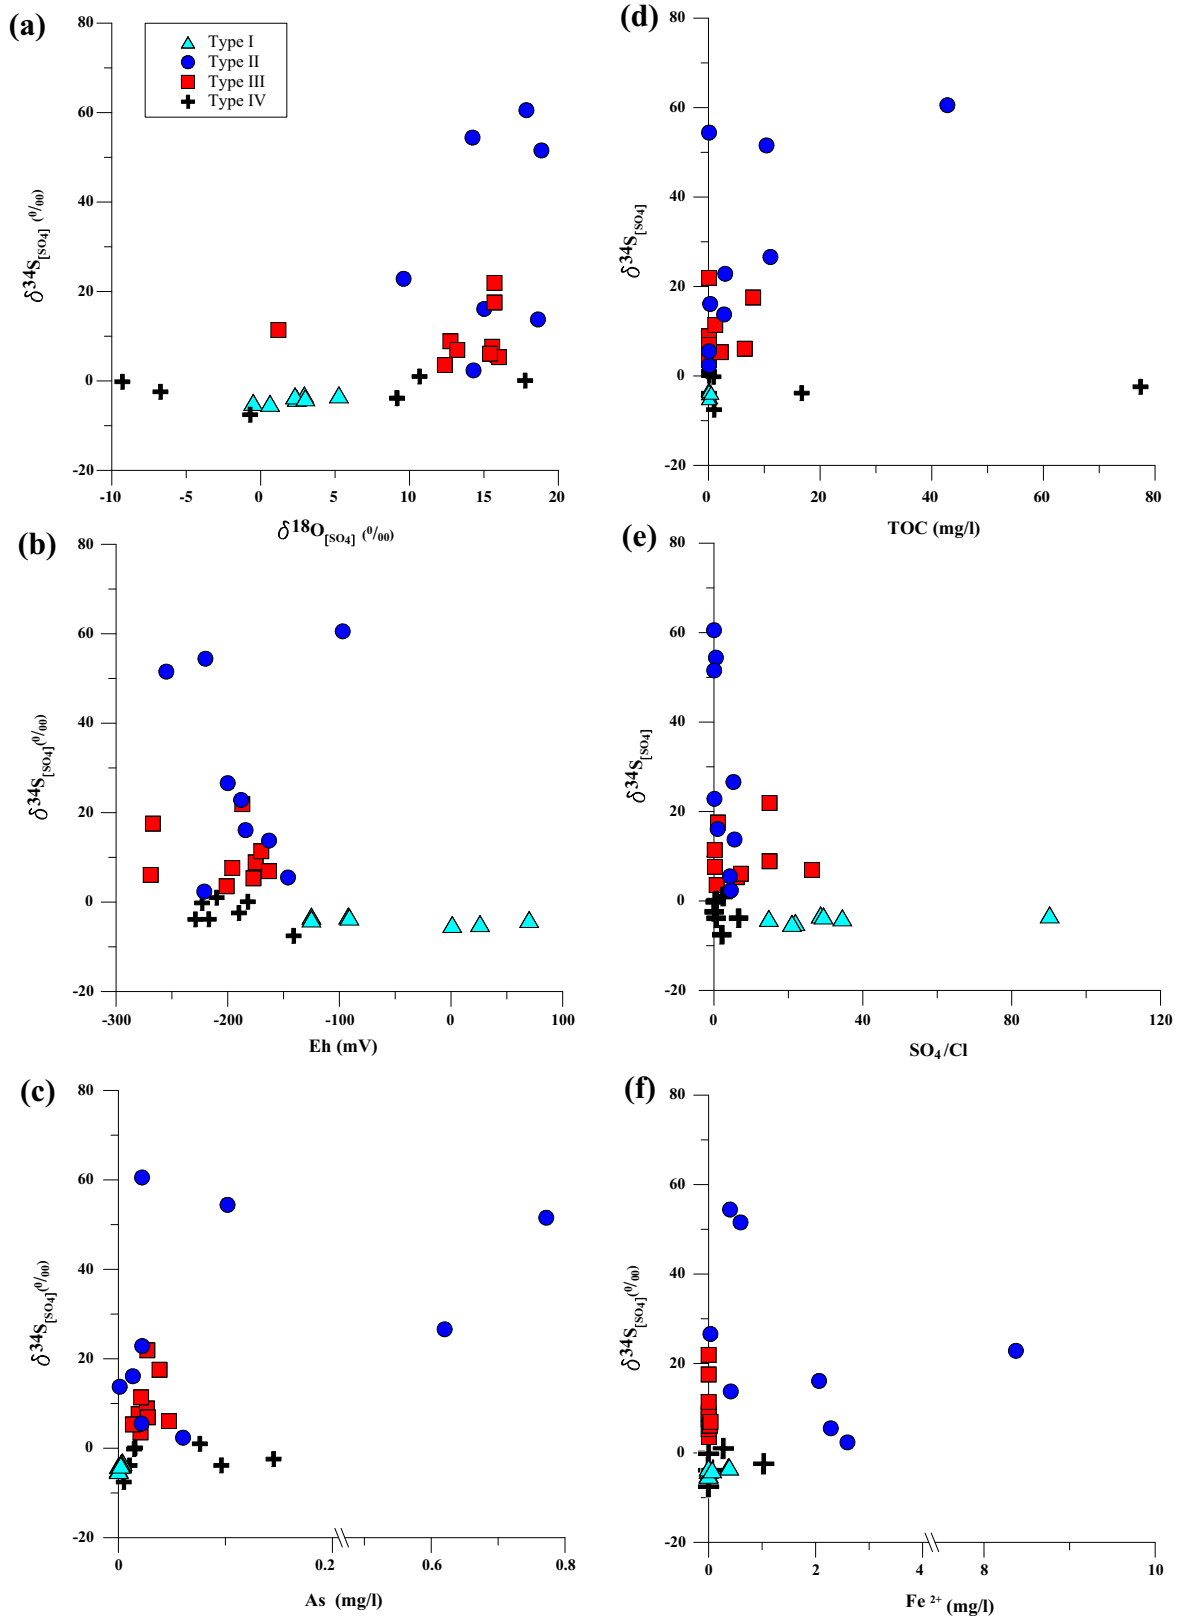 (a)
80
60
40
20
0
-20
Type I
Type II
Type III
Type IV
δ34S[SO4] (0/00)
-10 -5 0 5 10 15 20
δ18O[SO4] (0/00)
(d)
80
60
40
20
0
-20
δ34S[SO4]
0 20 40 60 80
TOC (mg/l)
(b)
80
60
40
20
0
-20
δ34S[SO4](0/00)
-300 -200 -100 0 100
Eh (mV)
(e)
80
60
40
20
0
-20
δ34S[SO4]
0 40 80 120
SO4/Cl
(c)
80
60
40
20
0
-20
δ34S[SO4](0/00)
0 0.2 0.6 0.8
As (mg/l)
(f)
80
60
40
20
0
-20
δ34S[SO4](0/00)
0 2 4 8 10
Fe 2+ (mg/l)